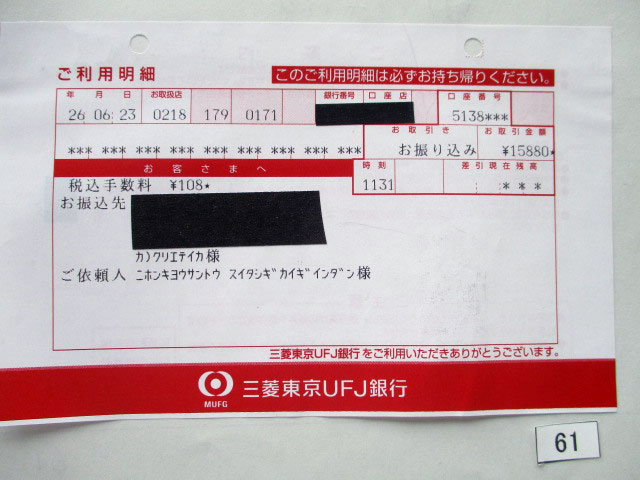 ご利用明細 このご利用明細は必ずお持ち帰りください。
年 月 日 お取扱店 銀行番号 口座店 口座番号
26.06.23 0218 179 0171 5138***
お取引き お取引金額
*** *** *** *** *** *** *** *** *** お振り込み ¥15880*
お客さまへ 時刻 差引現在残高
税込手数料 ¥108* 1131 ***
お振込先
カ)クリエテイカ様
ご依頼人 ニホンキヨウサントウ スイタシギカイギインダン様
三菱東京UFJ銀行をご利用いただきありがとうございます。
MUFG 三菱東京UFJ銀行
61